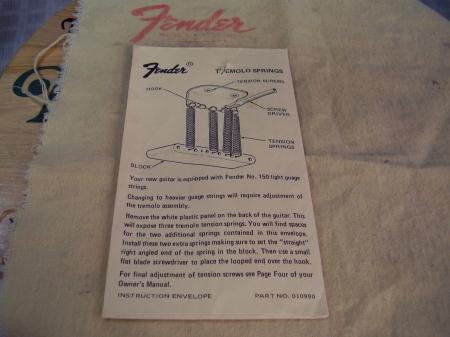 Fender
Fender® TREMOLO SPRINGS
TENSION SCREWS
HOOK
SCREW
DRIVER
TENSION
SPRINGS
BLOCK
Your new guitar is equipped with Fender No. 150 light gauge
strings.
Changing to heavier gauge strings will require adjustment of
the tremolo assembly.
Remove the white plastic panel on the back of the guitar. This
will expose three tremolo tension springs. You will find spaces
for the two additional springs contained in this envelope.
Install these two extra springs making sure to set the "straight"
right angled end of the spring in the block. Then use a small
flat blade screwdriver to place the looped end over the hook.
For final adjustment of tension screws see Page Four of your
Owner's Manual.
INSTRUCTION ENVELOPE PART NO. 010990